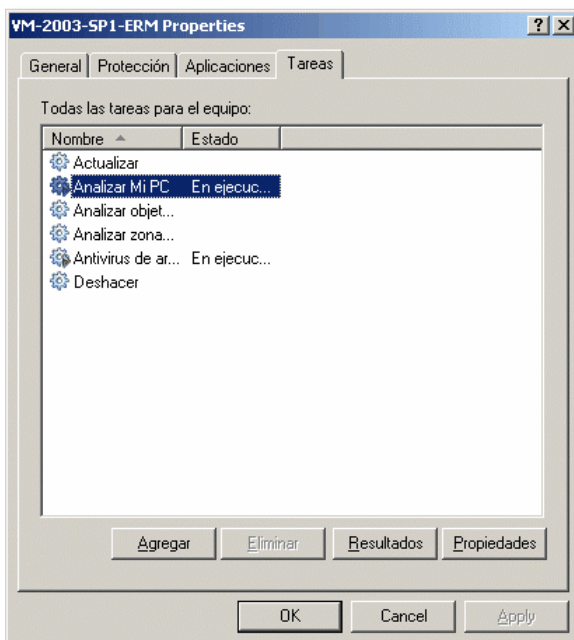 VM-2003-SP1-ERM Properties
General Protección Aplicaciones Tareas
Todas las tareas para el equipo:
Nombre Estado
Actualizar
Analizar Mi PC En ejecuc...
Analizar objet...
Analizar zona...
Antivirus de ar... En ejecuc...
Deshacer
Agregar Eliminar Resultados Propiedades
OK Cancel Apply